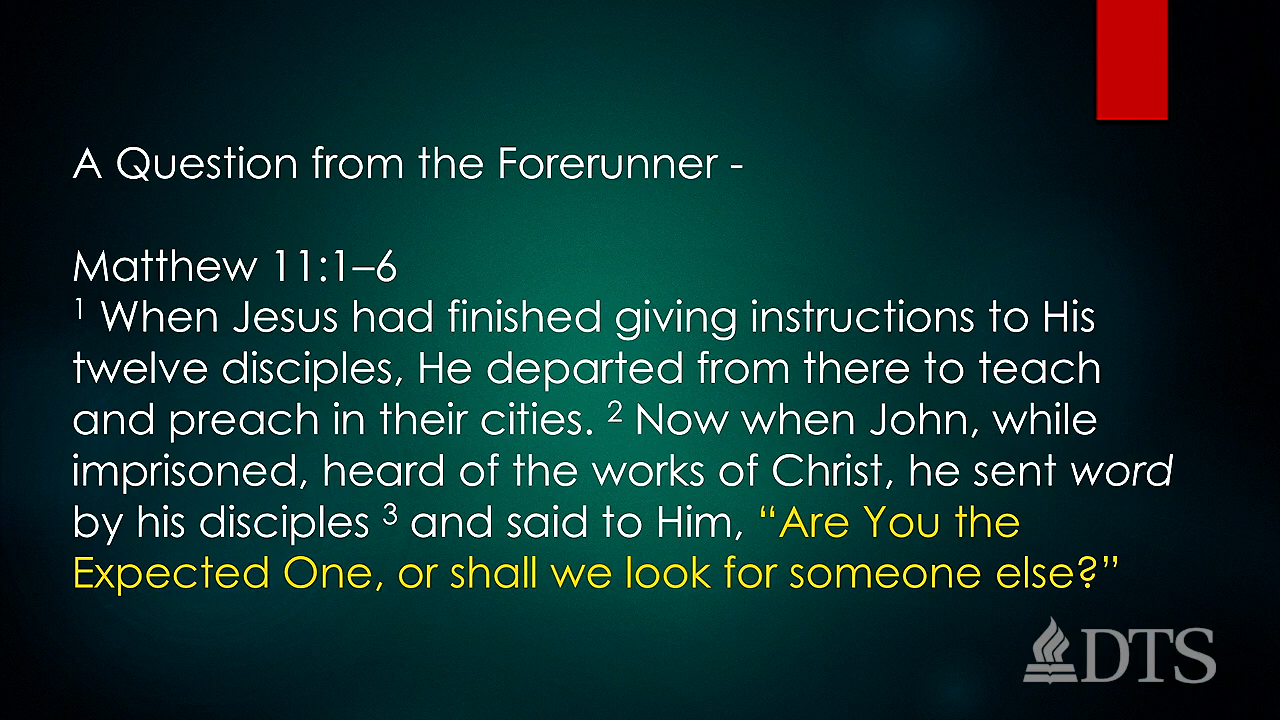 A Question from the Forerunner -
Matthew 11:1–6
¹ When Jesus had finished giving instructions to His
twelve disciples, He departed from there to teach
and preach in their cities. ² Now when John, while
imprisoned, heard of the works of Christ, he sent word
by his disciples ³ and said to Him, “Are You the
Expected One, or shall we look for someone else?”
DTS